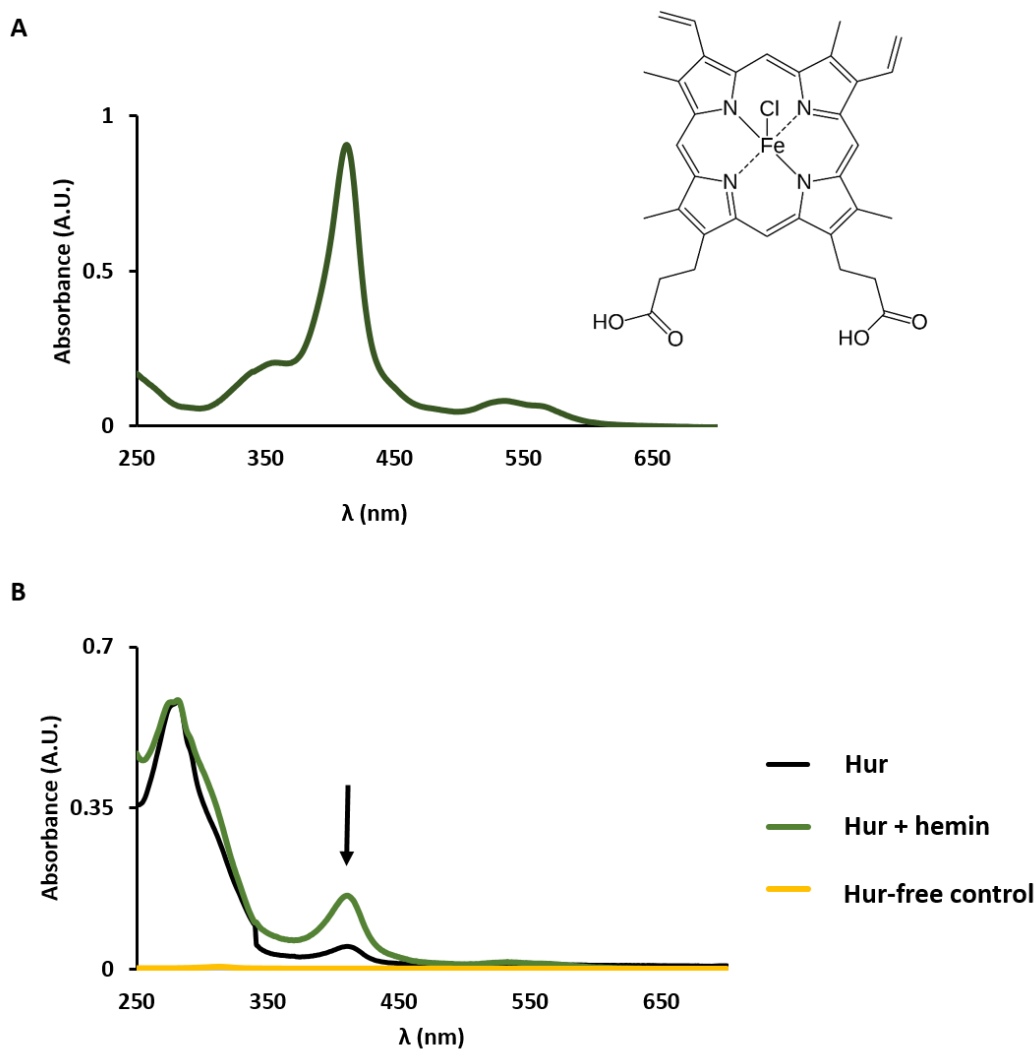 A
Cl
N
N
Fe
N
N
HO
O
HO
O
1
0.5
0
Absorbance (A.U.)
250
350
450
550
650
λ (nm)
B
0.7
0.35
0
Absorbance (A.U.)
250
350
450
550
650
λ (nm)
Hur
Hur + hemin
Hur-free control